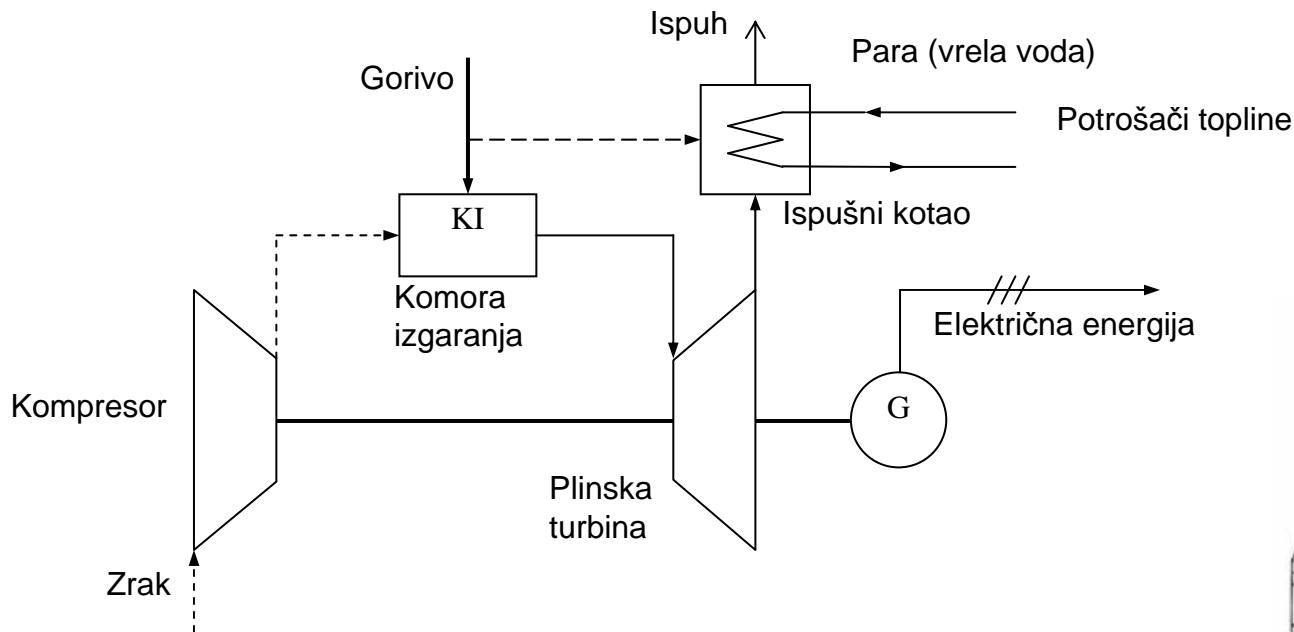 Ispuh
Para (vrela voda)
Gorivo
Potrošači topline
KI
Ispušni kotao
Komora
izgaranja
Električna energija
Kompresor
G
Plinska
turbina
Zrak